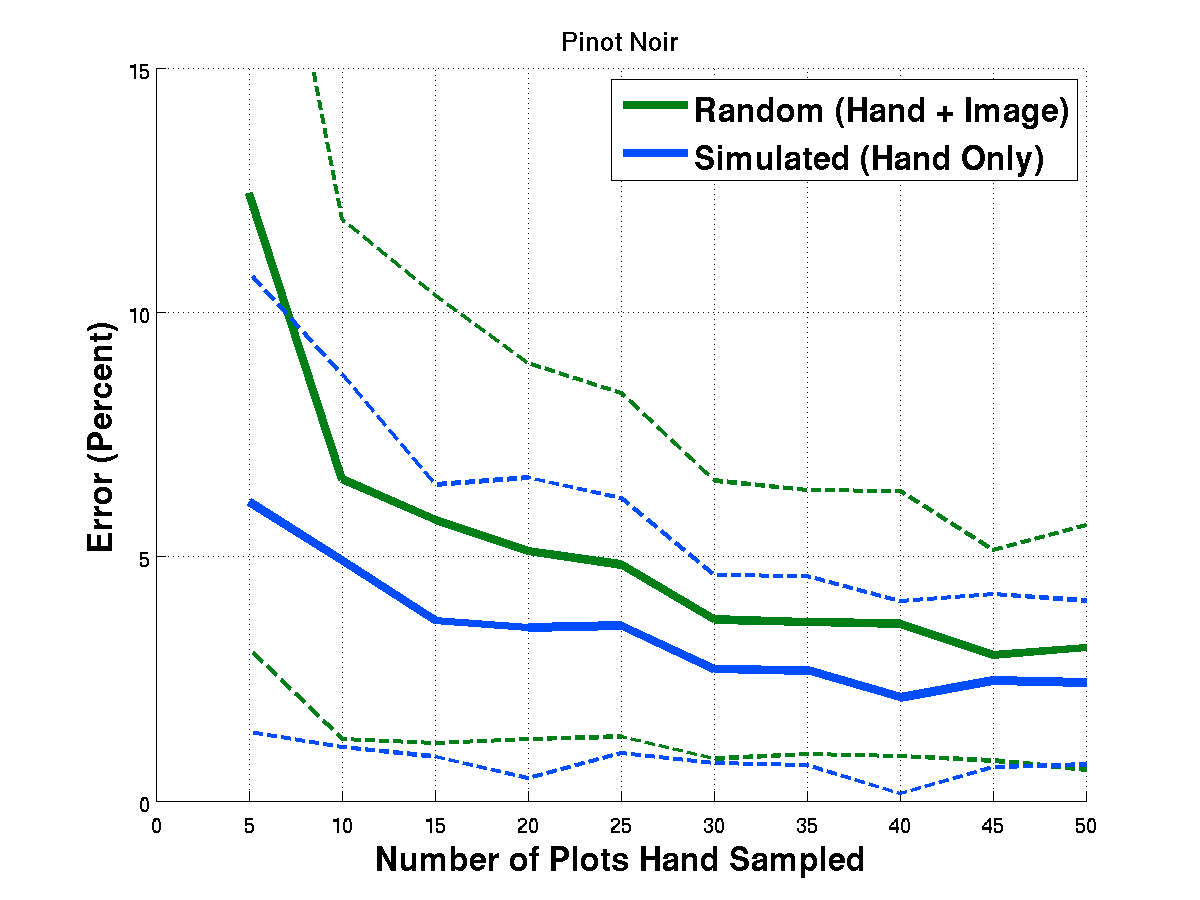 Pinot Noir
Random (Hand + Image)
Simulated (Hand Only)
15
10
5
0
Error (Percent)
0 5 10 15 20 25 30 35 40 45 50
Number of Plots Hand Sampled